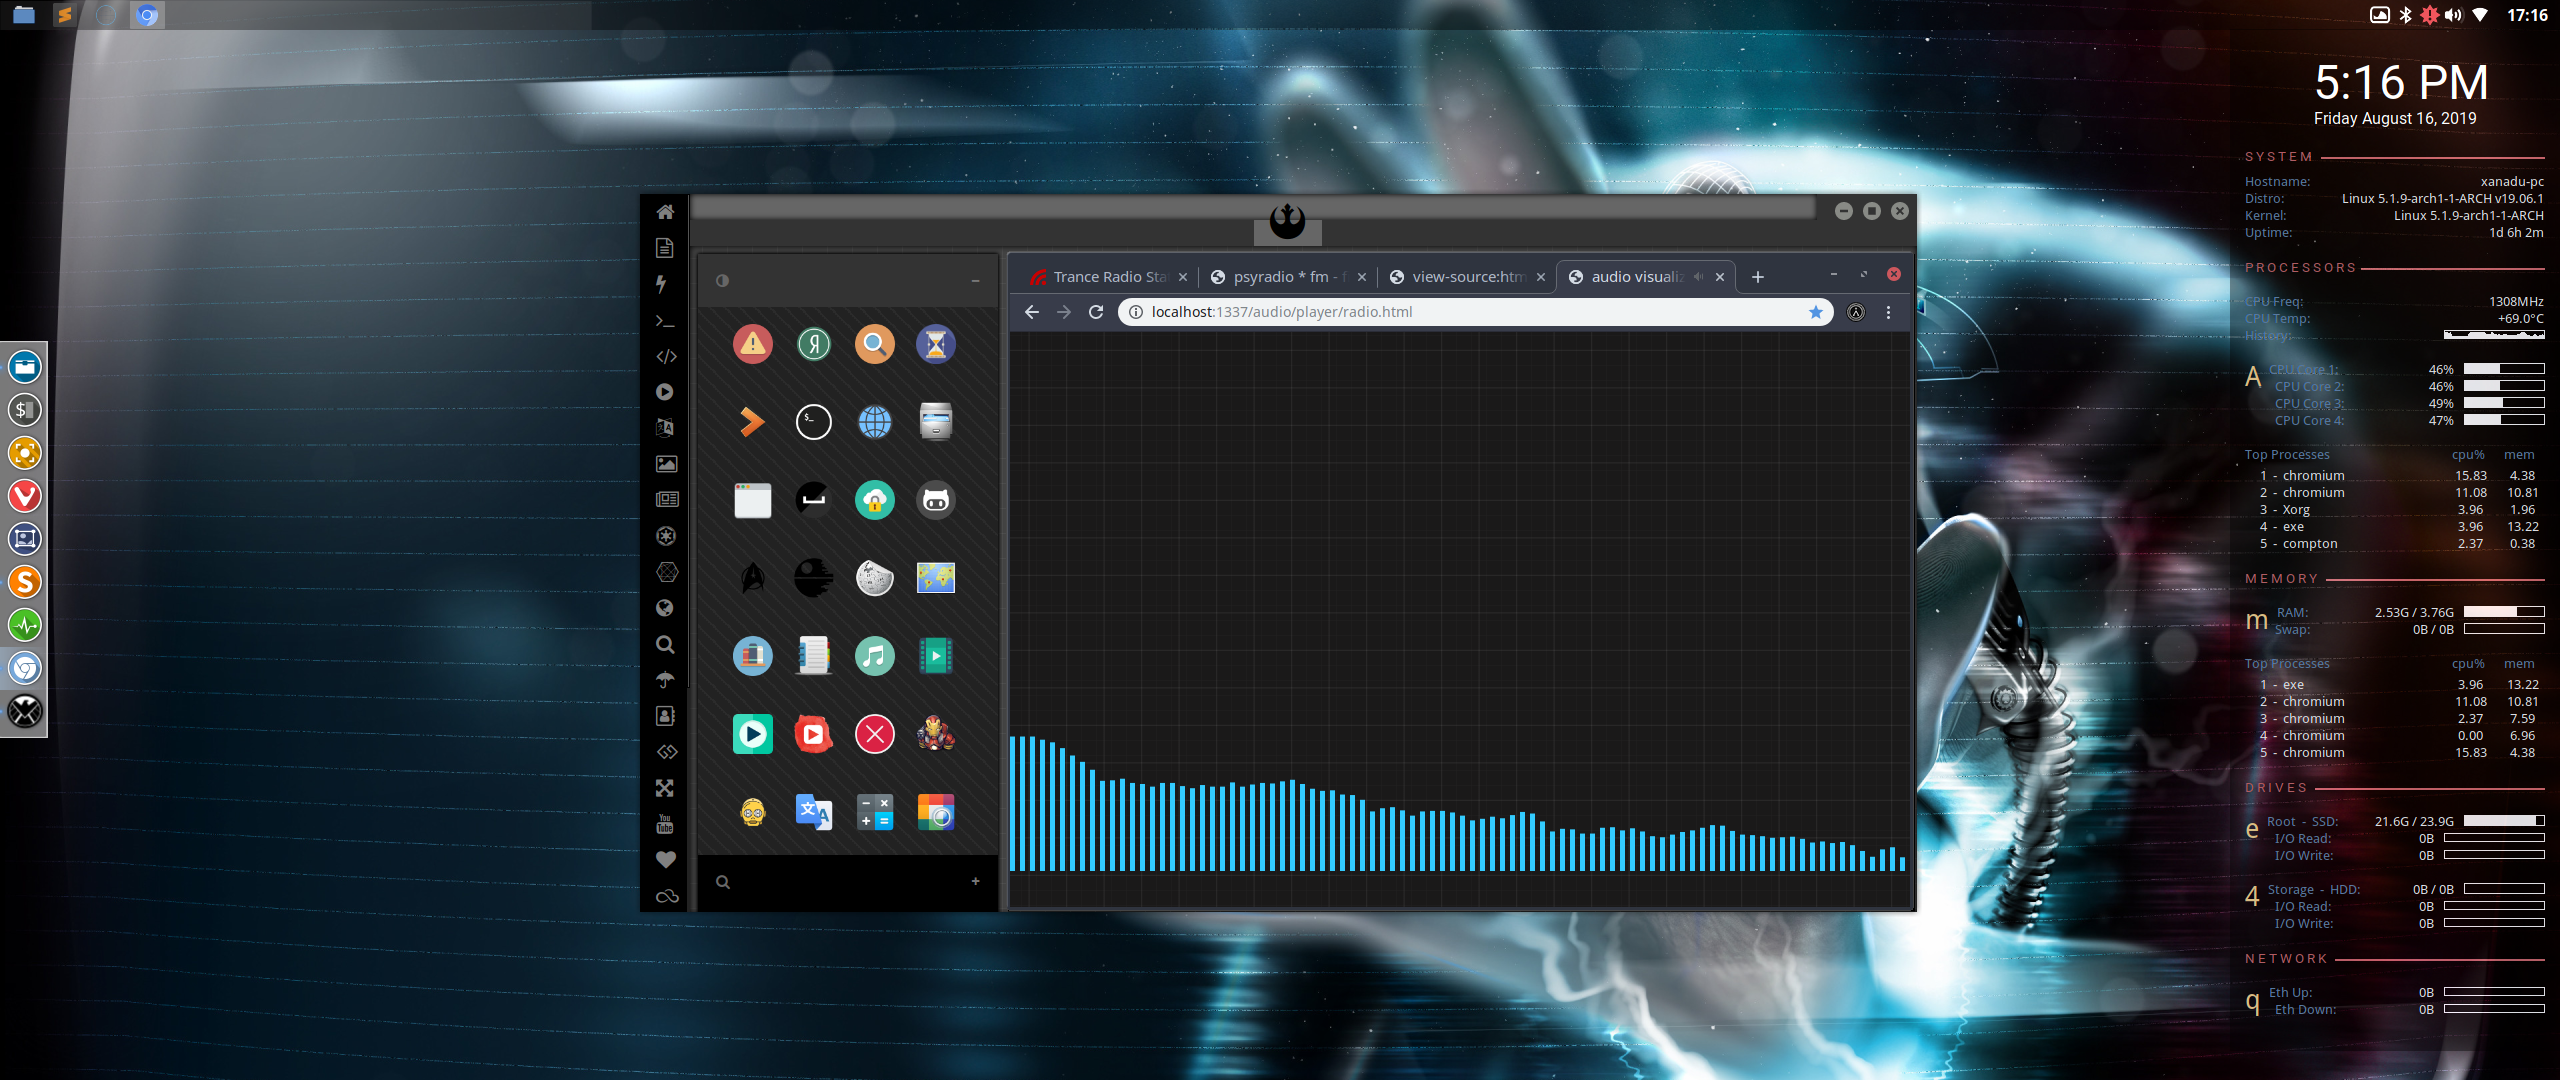 17:16
5:16 PM
Friday August 16, 2019
SYSTEM
Hostname: xanadu-pc
Distro: Linux 5.1.9-arch1-1-ARCH v19.06.1
Kernel: Linux 5.1.9-arch1-1-ARCH
Uptime: 1d 6h 2m
PROCESSORS
CPU Freq: 1308MHz
CPU Temp: +69.0°C
History:
A CPU Core 1: 46%
CPU Core 2: 46%
CPU Core 3: 49%
CPU Core 4: 47%
Top Processes cpu% mem
1 - chromium 15.83 4.38
2 - chromium 11.08 10.81
3 - Xorg 3.96 1.96
4 - exe 3.96 13.22
5 - compton 2.37 0.38
MEMORY
m RAM: 2.53G / 3.76G
Swap: 0B / 0B
Top Processes cpu% mem
1 - exe 3.96 13.22
2 - chromium 11.08 10.81
3 - chromium 2.37 7.59
4 - chromium 0.00 6.96
5 - chromium 15.83 4.38
DRIVES
e Root - SSD: 21.6G / 23.9G
I/O Read: 0B
I/O Write: 0B
4 Storage - HDD: 0B / 0B
I/O Read: 0B
I/O Write: 0B
NETWORK
q Eth Up: 0B
Eth Down: 0B
Trance Radio Sta
psyradio * fm - f
view-source:htm
audio visualiz
localhost:1337/audio/player/radio.html
You
Tube
Я
$_
文A
$
S